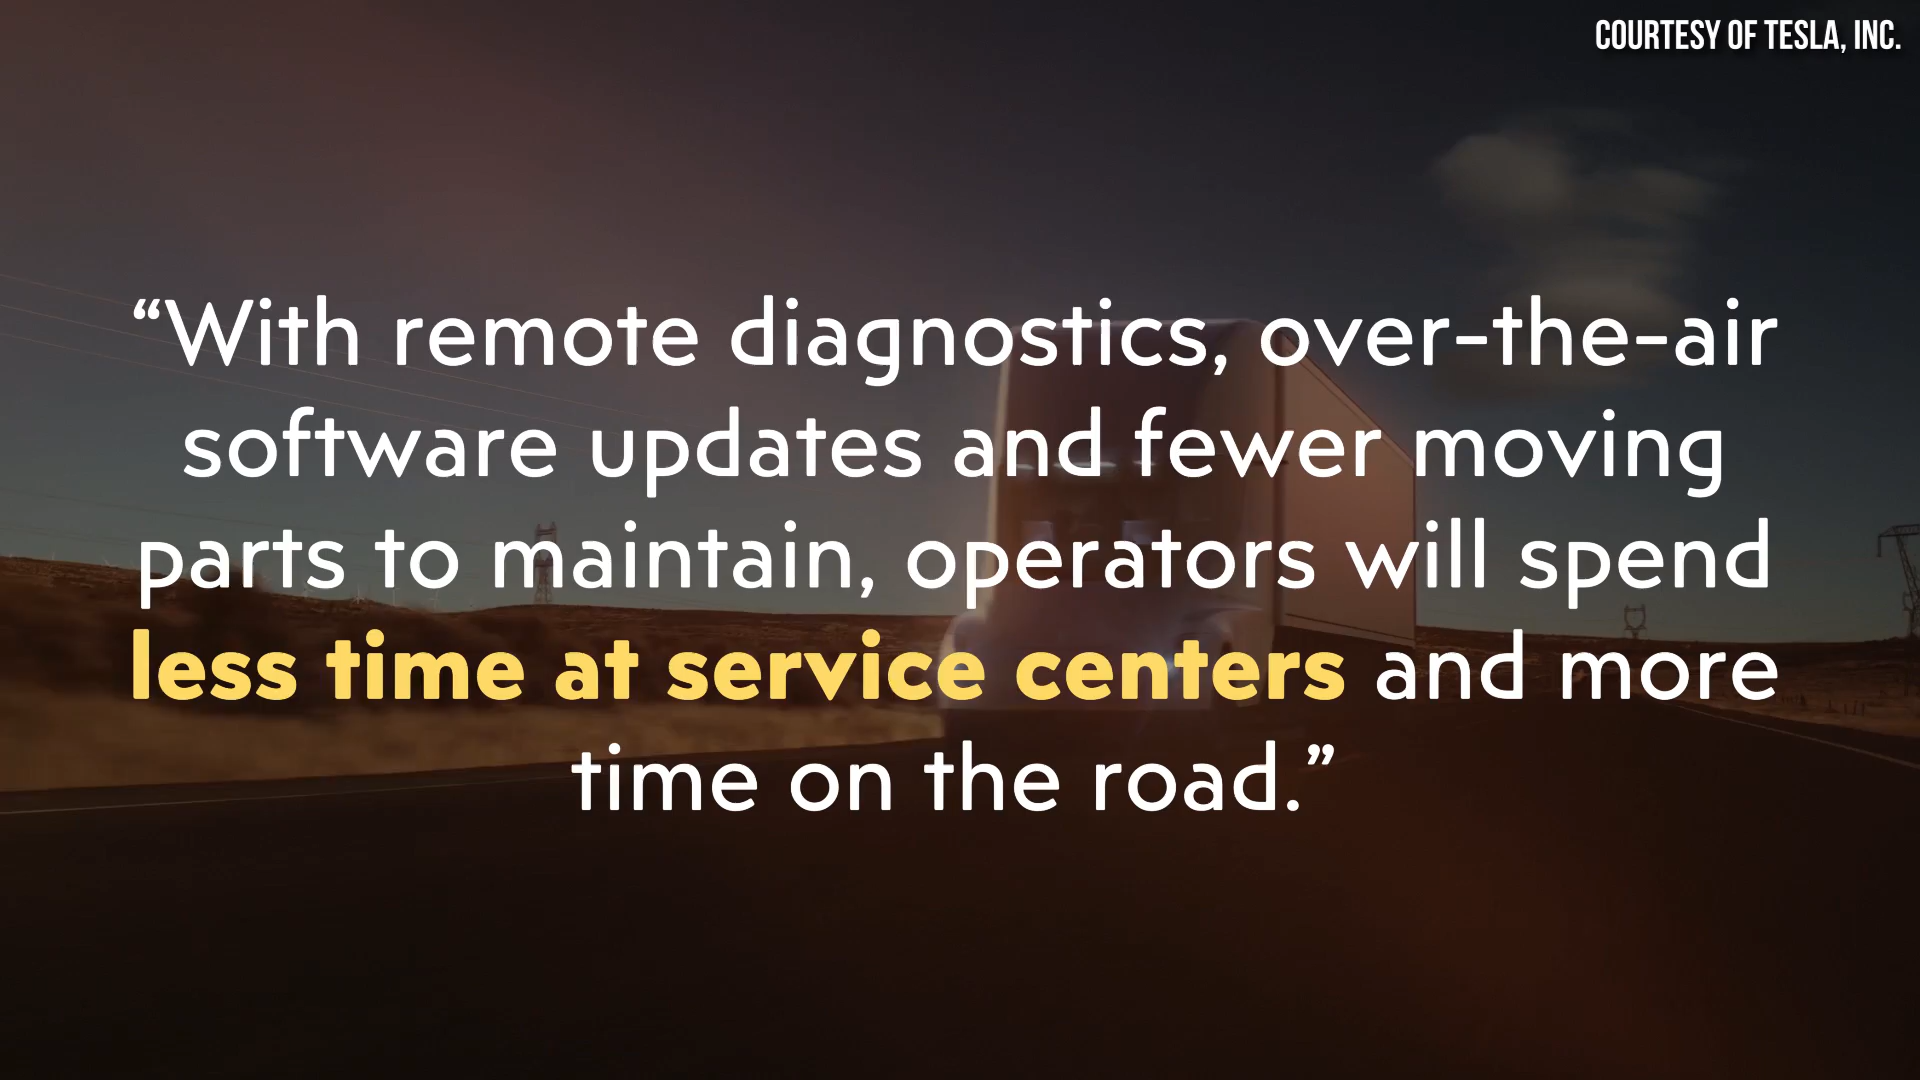 COURTESY OF TESLA, INC.
“With remote diagnostics, over-the-air
software updates and fewer moving
parts to maintain, operators will spend
less time at service centers and more
time on the road.”